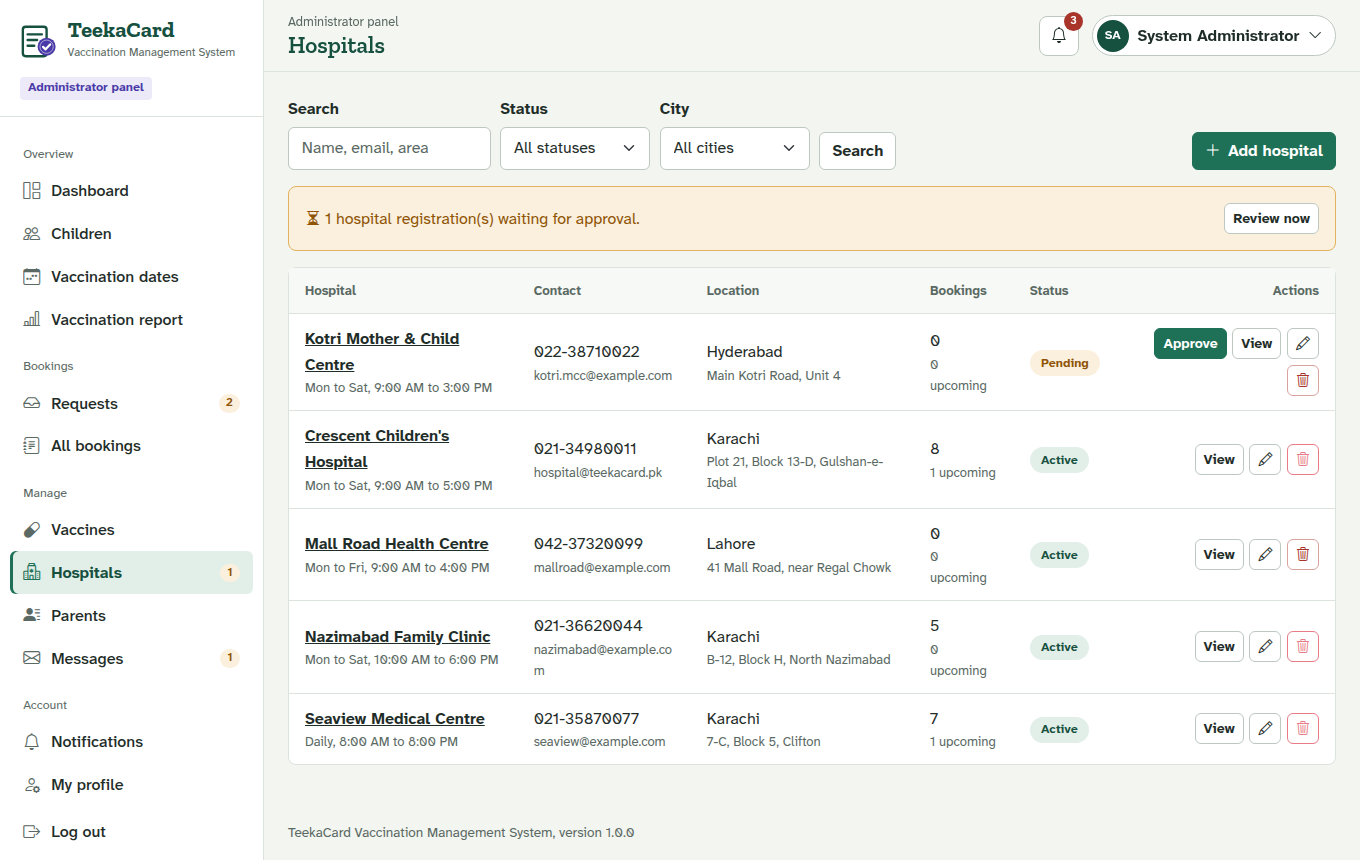 TeekaCard
Vaccination Management System
Administrator panel
Overview
Dashboard
Children
Vaccination dates
Vaccination report
Bookings
Requests 2
All bookings
Manage
Vaccines
Hospitals 1
Parents
Messages 1
Account
Notifications
My profile
Log out
Administrator panel
Hospitals
3
SA System Administrator
Search Status City
Name, email, area All statuses All cities Search + Add hospital
1 hospital registration(s) waiting for approval. Review now
Hospital Contact Location Bookings Status Actions
Kotri Mother & Child
Centre
Mon to Sat, 9:00 AM to 3:00 PM
022-38710022
kotri.mcc@example.com
Hyderabad
Main Kotri Road, Unit 4
0
0
upcoming
Pending
Approve View
Crescent Children's
Hospital
Mon to Sat, 9:00 AM to 5:00 PM
021-34980011
hospital@teekacard.pk
Karachi
Plot 21, Block 13-D, Gulshan-e-
Iqbal
8
1 upcoming
Active
View
Mall Road Health Centre
Mon to Fri, 9:00 AM to 4:00 PM
042-37320099
mallroad@example.com
Lahore
41 Mall Road, near Regal Chowk
0
0
upcoming
Active
View
Nazimabad Family Clinic
Mon to Sat, 10:00 AM to 6:00 PM
021-36620044
nazimabad@example.co
m
Karachi
B-12, Block H, North Nazimabad
5
0
upcoming
Active
View
Seaview Medical Centre
Daily, 8:00 AM to 8:00 PM
021-35870077
seaview@example.com
Karachi
7-C, Block 5, Clifton
7
1 upcoming
Active
View
TeekaCard Vaccination Management System, version 1.0.0